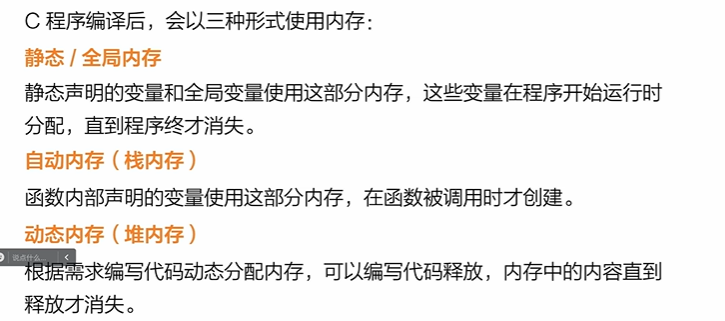 C 程序编译后，会以三种形式使用内存：
静态 / 全局内存
静态声明的变量和全局变量使用这部分内存，这些变量在程序开始运行时
分配，直到程序终才消失。
自动内存（栈内存）
函数内部声明的变量使用这部分内存，在函数被调用时才创建。
动态内存（堆内存）
说点什么...
根据需求编写代码动态分配内存，可以编写代码释放，内存中的内容直到
释放才消失。